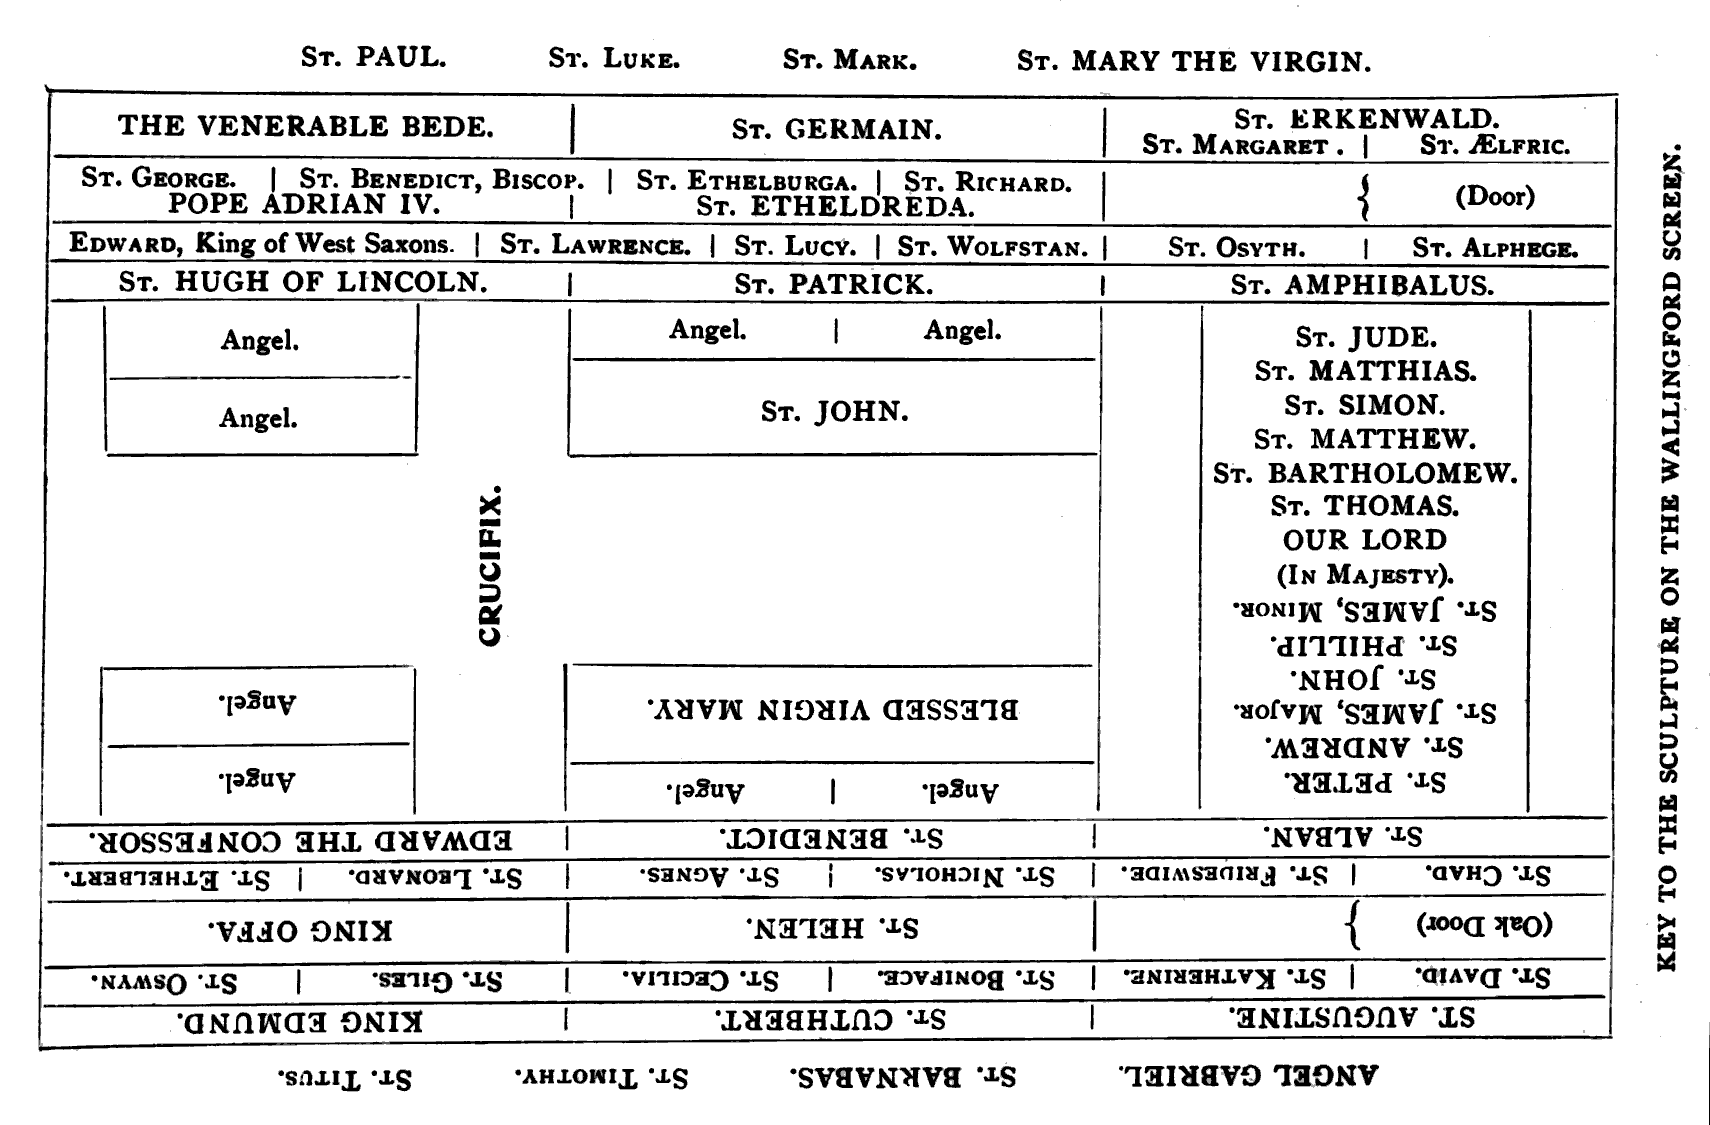 St. PAUL. St. Luke. St. Mark. St. MARY THE VIRGIN.
THE VENERABLE BEDE. | St. GERMAIN. | St. ERKENWALD.
St. Margaret. | St. Ælfric.
St. George. | St. Benedict, Biscop. | St. Ethelburga. | St. Richard. | { (Door)
POPE ADRIAN IV. | St. ETHELDREDA.
Edward, King of West Saxons. | St. Lawrence. | St. Lucy. | St. Wolfstan. | St. Osyth. | St. Alphege.
St. HUGH OF LINCOLN. | St. PATRICK. | St. AMPHIBALUS.
Angel. Angel. | Angel.
Angel. St. JOHN.
St. JUDE.
St. MATTHIAS.
St. SIMON.
St. MATTHEW.
St. BARTHOLOMEW.
St. THOMAS.
OUR LORD
(In Majesty).
CRUCIFIX.
St. JAMES, Minor.
St. PHILLIP.
St. JOHN.
St. JAMES, Major.
St. ANDREW.
St. PETER.
Angel. BLESSED VIRGIN MARY.
Angel. Angel. | Angel.
EDWARD THE CONFESSOR. | St. BENEDICT. | St. ALBAN.
St. Ethelbert. | St. Leonard. | St. Agnes. | St. Nicholas. | St. Frideswide. | St. Chad.
KING OFFA. | St. HELEN. | } (Oak Door)
St. Oswyn. | St. Giles. | St. Cecilia. | St. Boniface. | St. Katherine. | St. David.
KING EDMUND. | St. CUTHBERT. | ST. AUGUSTINE.
St. Titus. St. Timothy. St. BARNABAS. ANGEL GABRIEL.
KEY TO THE SCULPTURE ON THE WALLINGFORD SCREEN.